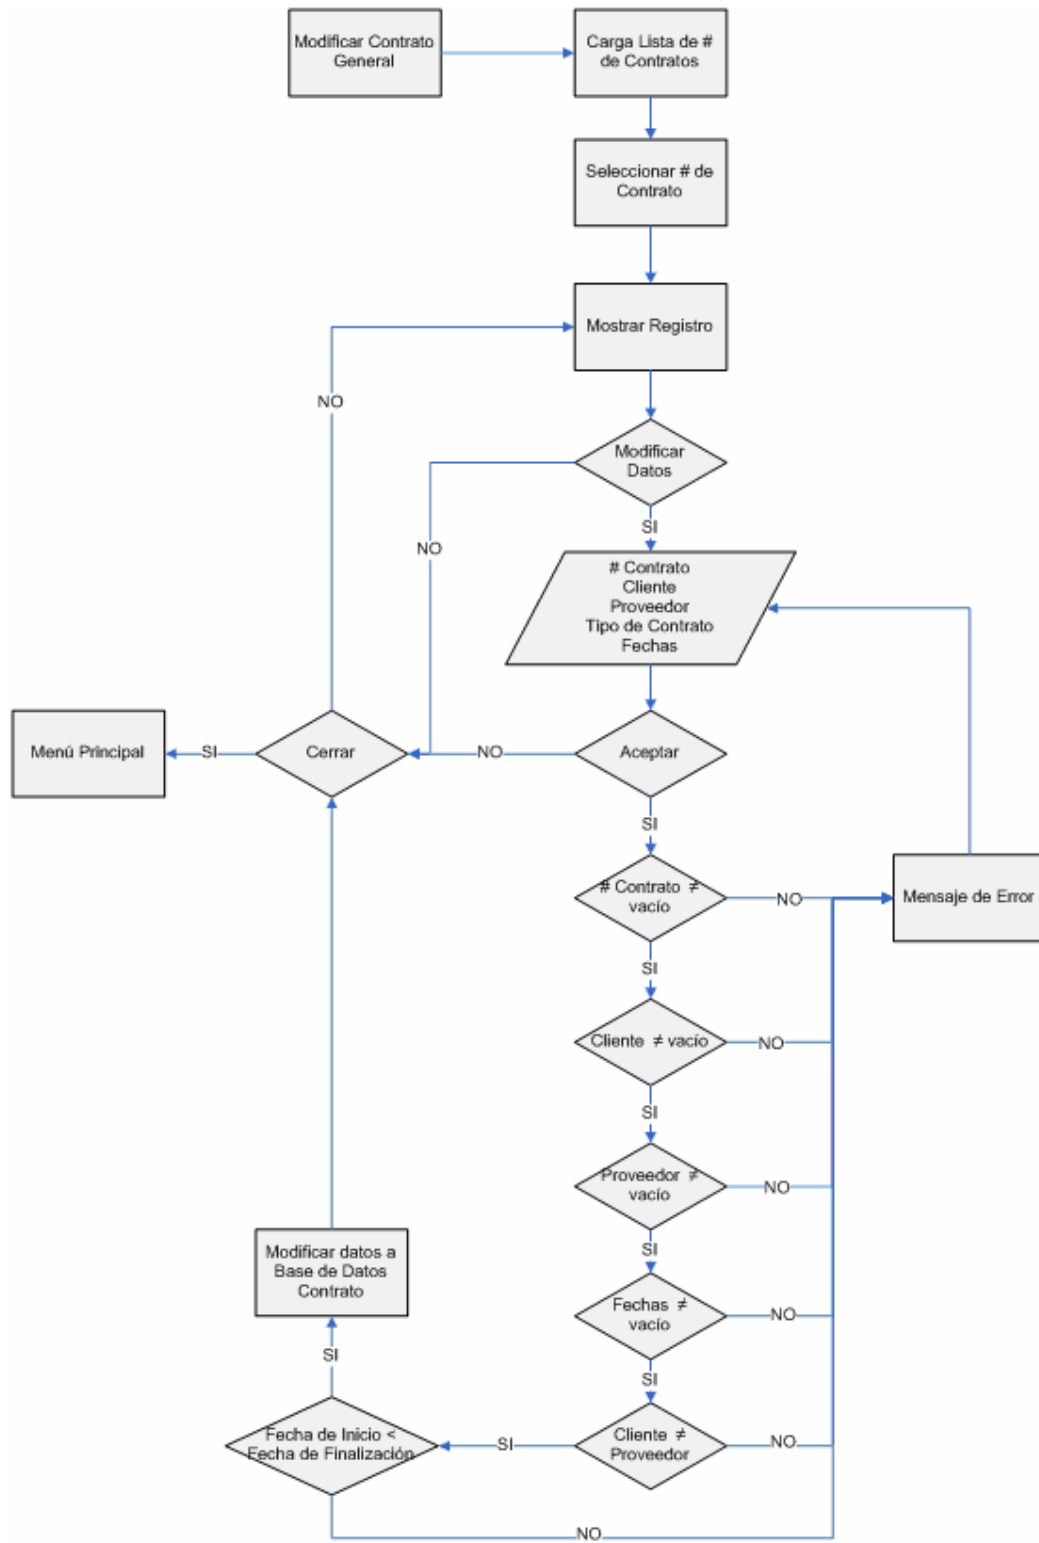 Modificar Contrato
General
Carga Lista de #
de Contratos
Seleccionar # de
Contrato
Mostrar Registro
NO
Modificar
Datos
SI
NO
# Contrato
Cliente
Proveedor
Tipo de Contrato
Fechas
Menú Principal
SI
Cerrar
NO
Aceptar
SI
# Contrato ≠
vacío
NO
Mensaje de Error
SI
Cliente ≠ vacío
NO
SI
Proveedor ≠
vacío
NO
SI
Modificar datos a
Base de Datos
Contrato
Fechas ≠
vacío
NO
SI
SI
Fecha de Inicio <
Fecha de Finalización
SI
Cliente ≠
Proveedor
NO
NO